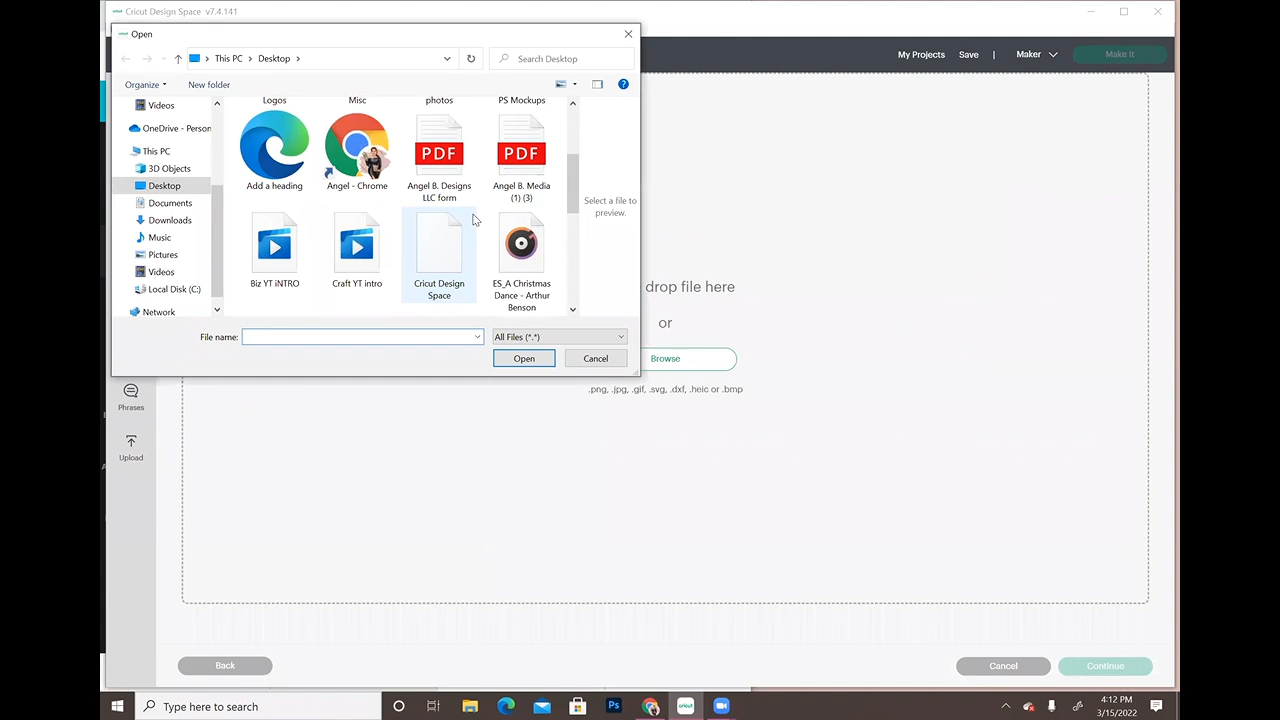 cricut Cricut Design Space v7.4.141
cricut Open
This PC > Desktop >
Search Desktop
My Projects
Save
|
Maker
Make It
Organize
New folder
Videos
OneDrive - Person
This PC
3D Objects
Desktop
Documents
Downloads
Music
Pictures
Videos
Local Disk (C:)
Network
Logos
Misc
photos
PS Mockups
PDF
PDF
Add a heading
Angel - Chrome
Angel B. Designs
LLC form
Angel B. Media
(1) (3)
Biz YT iNTRO
Craft YT intro
Cricut Design
Space
ES_A Christmas
Dance - Arthur
Benson
Select a file to
preview.
File name:
All Files (*.*)
Open
Cancel
drop file here
or
Browse
.png, .jpg, .gif, .svg, .dxf, .heic or .bmp
Phrases
Upload
Back
Cancel
Continue
Type here to search
Ps
cricut
4:12 PM
3/15/2022